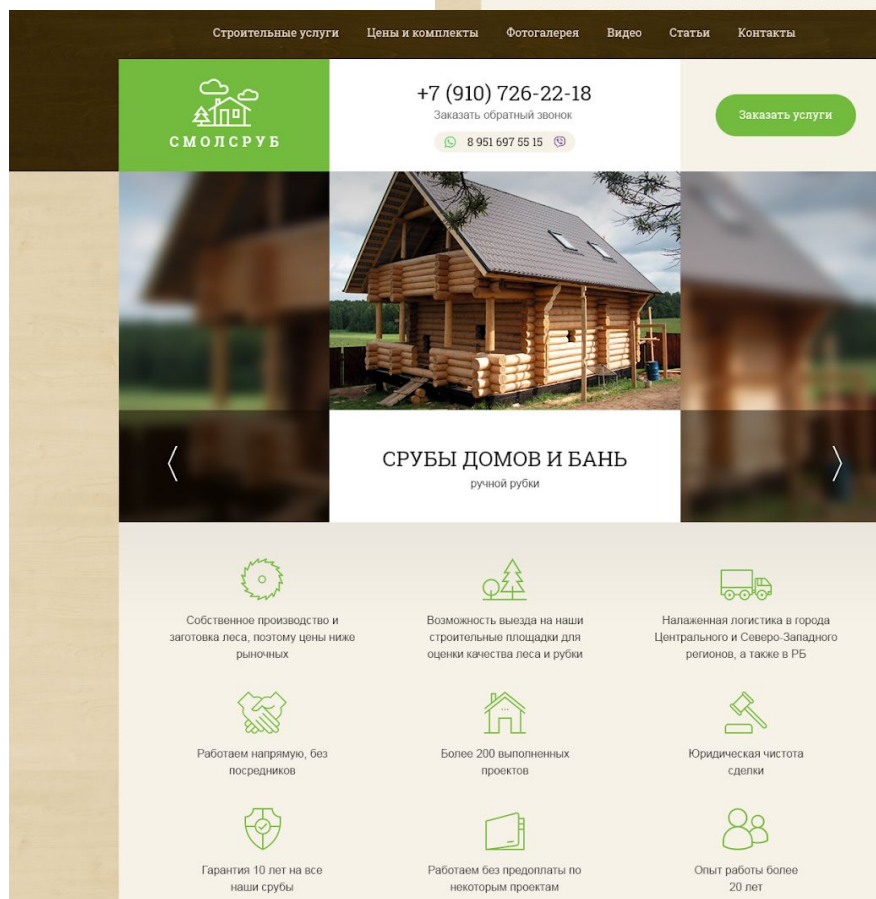 Строительные услуги Цены и комплекты Фотогалерея Видео Статьи Контакты
СМОЛСРУБ
+7 (910) 726-22-18
Заказать обратный звонок
8 951 697 55 15
Заказать услуги
СРУБЫ ДОМОВ И БАНЬ
ручной рубки
Собственное производство и
заготовка леса, поэтому цены ниже
рыночных
Возможность выезда на наши
строительные площадки для
оценки качества леса и рубки
Налаженная логистика в города
Центрального и Северо-Западного
регионов, а также в РБ
Работаем напрямую, без
посредников
Более 200 выполненных
проектов
Юридическая чистота
сделки
Гарантия 10 лет на все
наши срубы
Работаем без предоплаты по
некоторым проектам
Опыт работы более
20 лет